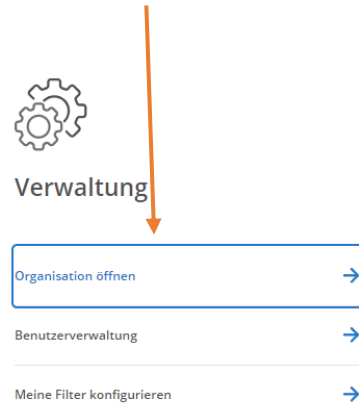 Verwaltung
Organisation öffnen
Benutzerverwaltung
Meine Filter konfigurieren